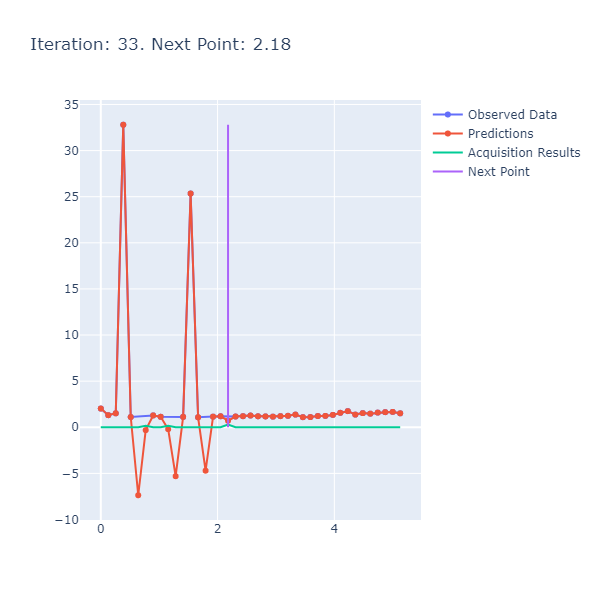 Iteration: 33. Next Point: 2.18
Observed Data
Predictions
Acquisition Results
Next Point
35
30
25
20
15
10
5
0
−5
−10
0 2 4